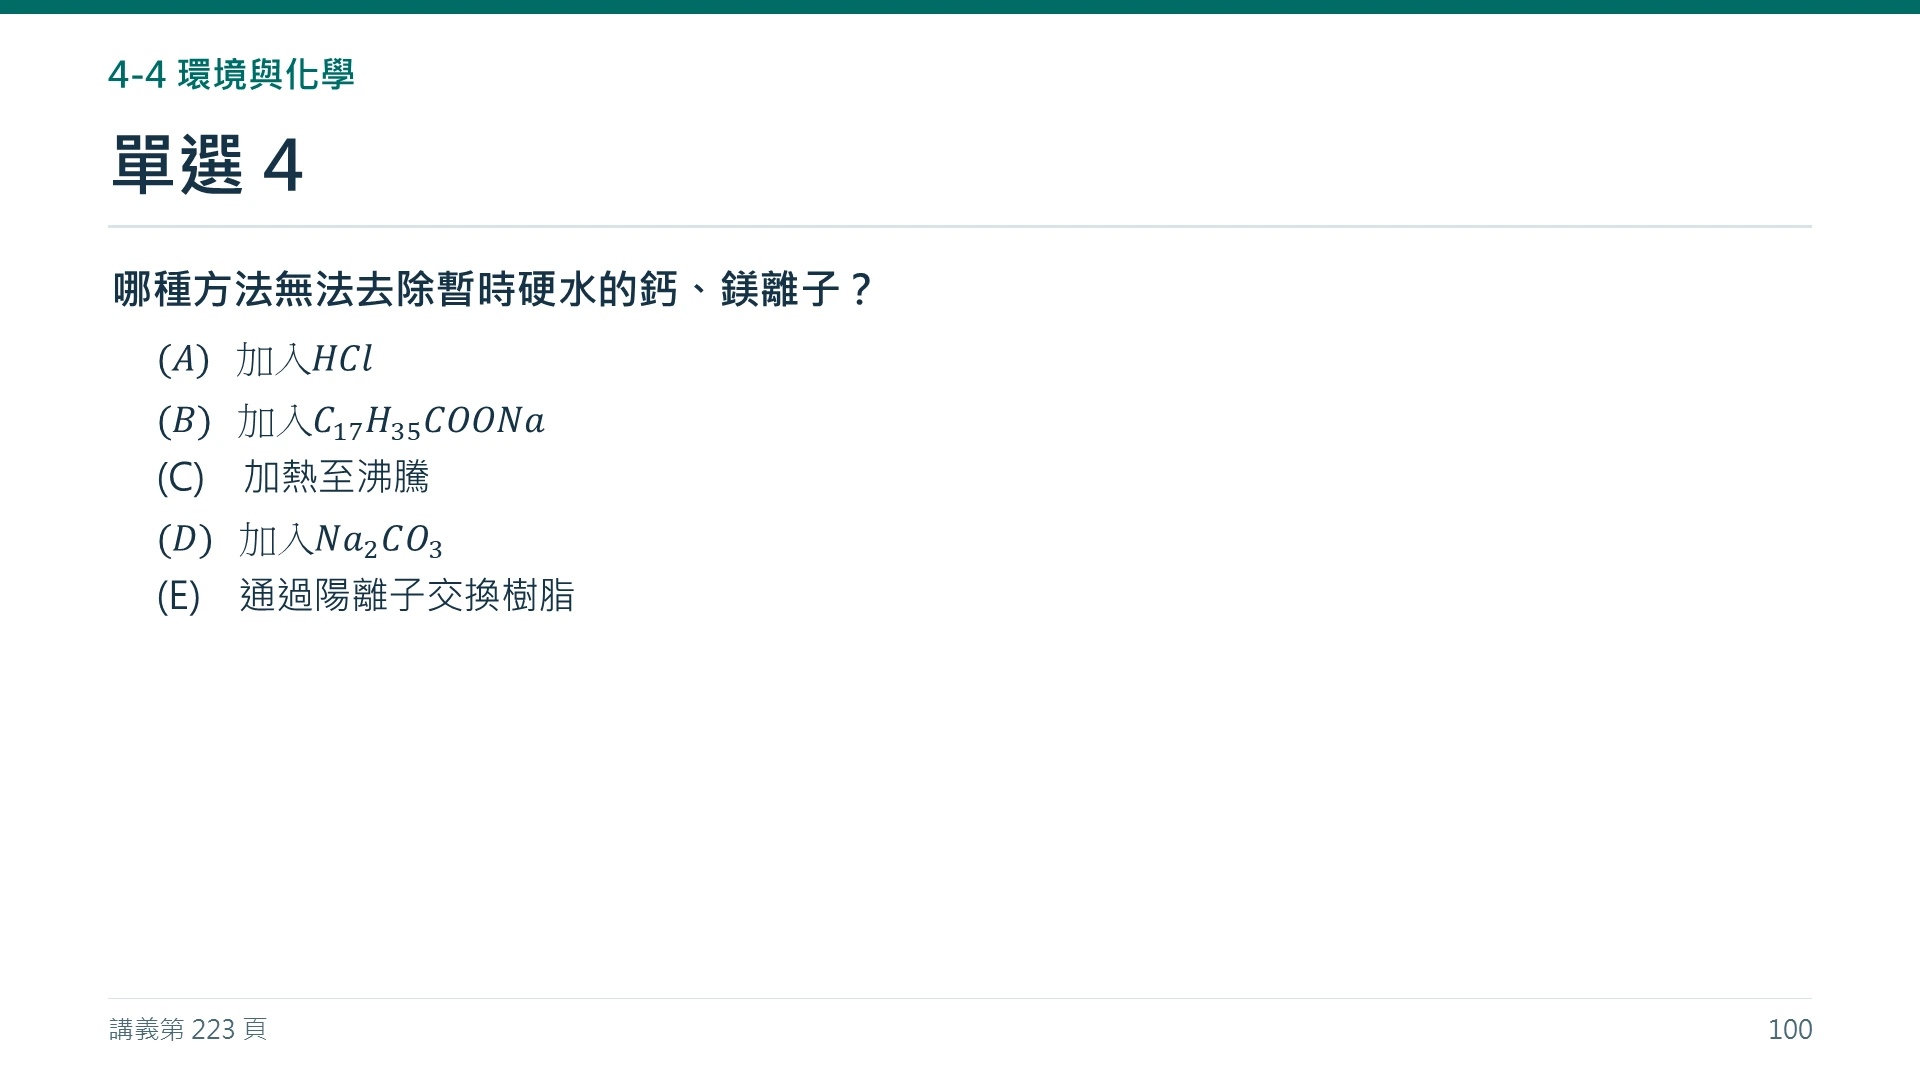 4-4 環境與化學
單選 4
哪種方法無法去除暫時硬水的鈣、鎂離子？
(A) 加入HCl
(B) 加入C₁₇H₃₅COONa
(C) 加熱至沸騰
(D) 加入Na₂CO₃
(E) 通過陽離子交換樹脂
講義第 223 頁
100